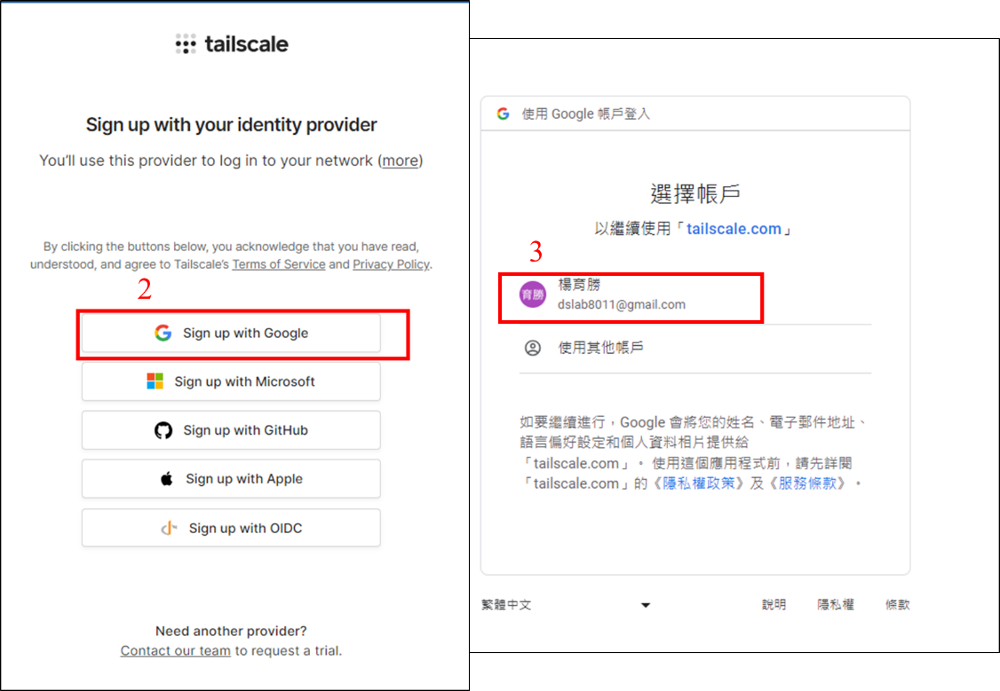 tailscale
Sign up with your identity provider
You'll use this provider to log in to your network (more)
By clicking the buttons below, you acknowledge that you have read,
understood, and agree to Tailscale's Terms of Service and Privacy Policy.
2
Sign up with Google
Sign up with Microsoft
Sign up with GitHub
Sign up with Apple
Sign up with OIDC
Need another provider?
Contact our team to request a trial.
使用 Google 帳戶登入
選擇帳戶
以繼續使用「tailscale.com」
3
育勝
楊育勝
dslab8011@gmail.com
使用其他帳戶
如要繼續進行，Google 會將您的姓名、電子郵件地址、
語言偏好設定和個人資料相片提供給
「tailscale.com」。 使用這個應用程式前，請先詳閱
「tailscale.com」的《隱私權政策》及《服務條款》。
繁體中文
說明
隱私權
條款